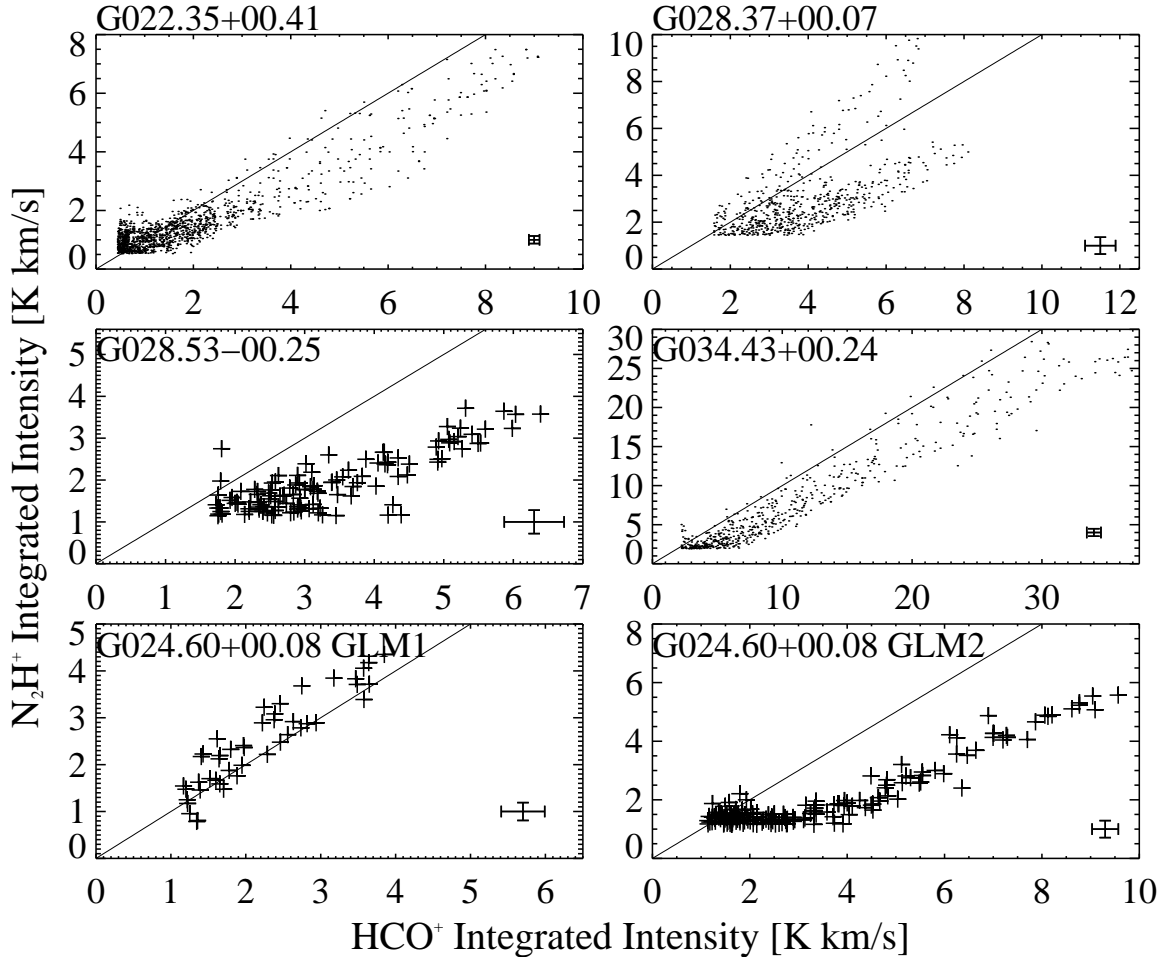 G022.35+00.41
8
6
4
2
0
0 2 4 6 8 10
G028.37+00.07
10
8
6
4
2
0
0 2 4 6 8 10 12
G028.53−00.25
5
4
3
2
1
0
0 1 2 3 4 5 6 7
G034.43+00.24
30
25
20
15
10
5
0
0 10 20 30
G024.60+00.08 GLM1
5
4
3
2
1
0
0 1 2 3 4 5 6
G024.60+00.08 GLM2
8
6
4
2
0
0 2 4 6 8 10
N₂H⁺ Integrated Intensity [K km/s]
HCO⁺ Integrated Intensity [K km/s]